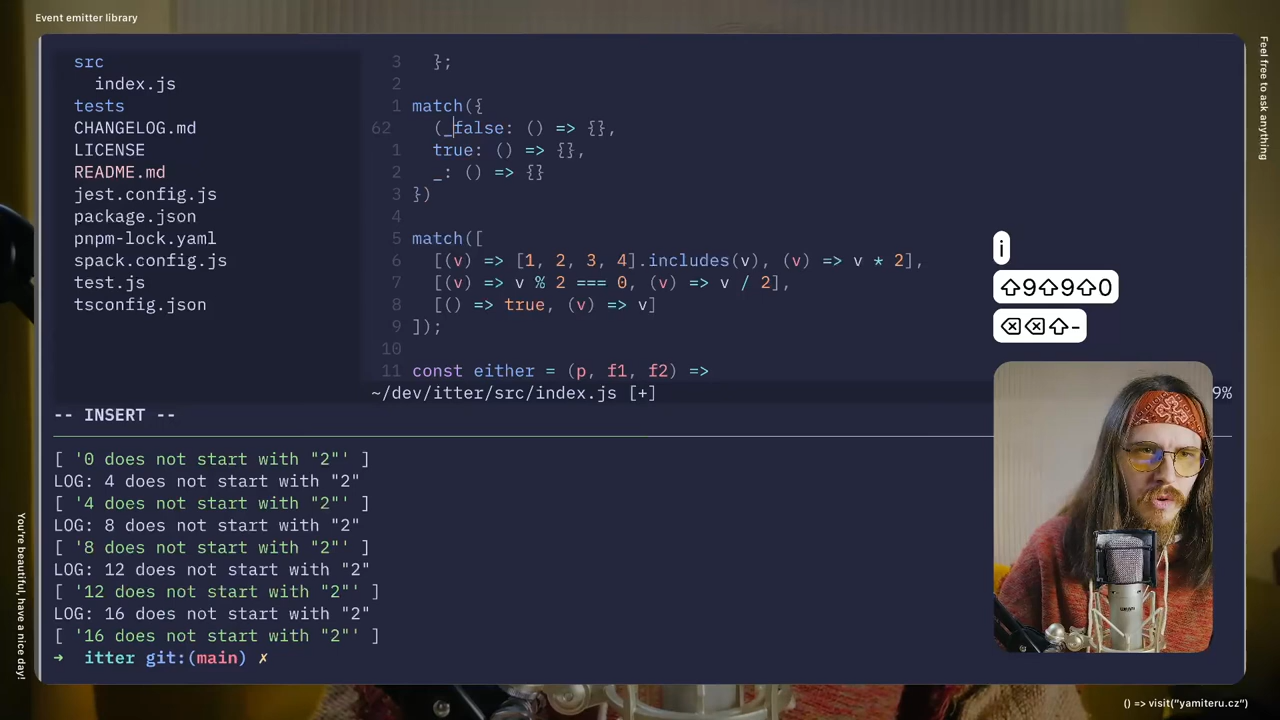 Event emitter library
Feel free to ask anything
src
index.js
tests
CHANGELOG.md
LICENSE
README.md
jest.config.js
package.json
pnpm-lock.yaml
spack.config.js
test.js
tsconfig.json
3   };
2
1 match({
62   (_false: () => {},
1   true: () => {},
2   _: () => {}
3 })
4
5 match([
6   [(v) => [1, 2, 3, 4].includes(v), (v) => v * 2],
7   [(v) => v % 2 === 0, (v) => v / 2],
8   [() => true, (v) => v]
9 ]);
10
11 const either = (p, f1, f2) =>
~/dev/itter/src/index.js [+]
9%
-- INSERT --
i
⇧9⇧9⇧0
⌫⌫⇧-
[ '0 does not start with "2"' ]
LOG: 4 does not start with "2"
[ '4 does not start with "2"' ]
LOG: 8 does not start with "2"
[ '8 does not start with "2"' ]
LOG: 12 does not start with "2"
[ '12 does not start with "2"' ]
LOG: 16 does not start with "2"
[ '16 does not start with "2"' ]
➜ itter git:(main) ✗
You're beautiful, have a nice day!
() => visit("yamiteru.cz")